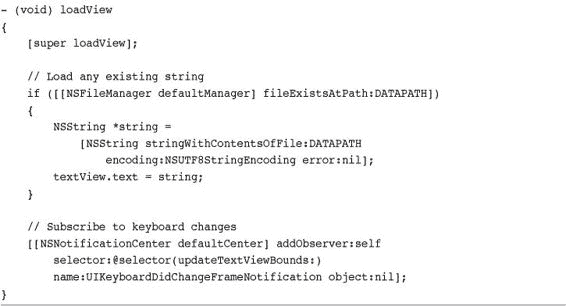 - (void) loadView
{
    [super loadView];

    // Load any existing string
    if ([[NSFileManager defaultManager] fileExistsAtPath:DATAPATH])
    {
        NSString *string =
            [NSString stringWithContentsOfFile:DATAPATH
                encoding:NSUTF8StringEncoding error:nil];
        textView.text = string;
    }

    // Subscribe to keyboard changes
    [[NSNotificationCenter defaultCenter] addObserver:self
        selector:@selector(updateTextViewBounds:)
        name:UIKeyboardDidChangeFrameNotification object:nil];
}